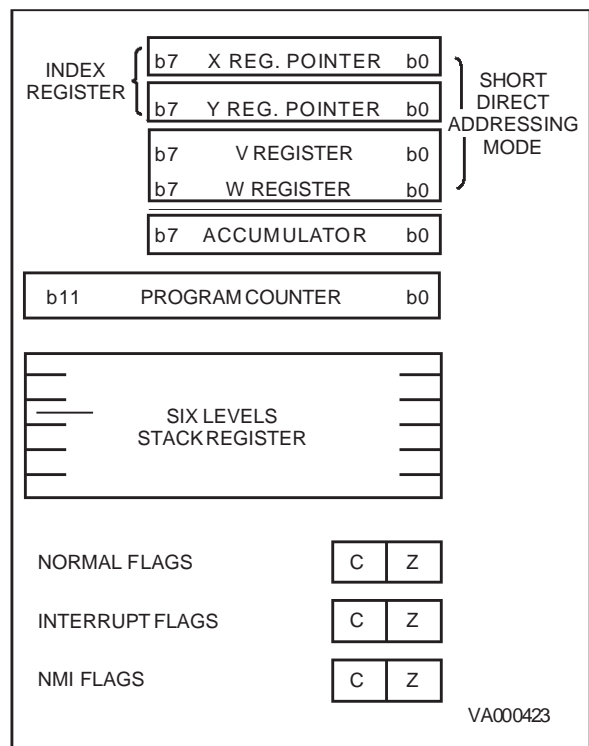 INDEX
REGISTER
b7 X REG. POINTER b0
b7 Y REG. POINTER b0
b7 V REGISTER b0
b7 W REGISTER b0
b7 ACCUMULATOR b0
SHORT
DIRECT
ADDRESSING
MODE
b11 PROGRAM COUNTER b0
SIX LEVELS
STACK REGISTER
NORMAL FLAGS C Z
INTERRUPT FLAGS C Z
NMI FLAGS C Z
VA000423